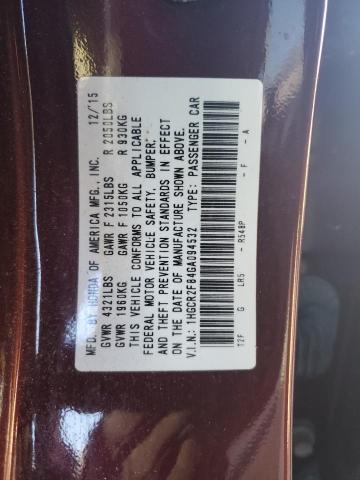 MFD. BY HONDA OF AMERICA MFG., INC. 12/'15
GVWR 4321LBS GAWR F 2315LBS R 2050LBS
GVWR 1960KG GAWR F 1050KG R 930KG
THIS VEHICLE CONFORMS TO ALL APPLICABLE
FEDERAL MOTOR VEHICLE SAFETY, BUMPER,
AND THEFT PREVENTION STANDARDS IN EFFECT
ON THE DATE OF MANUFACTURE SHOWN ABOVE.
V.I.N.: 1HGCR2F84GA094532 TYPE: PASSENGER CAR
T2F G LR5 - R548P - F - A